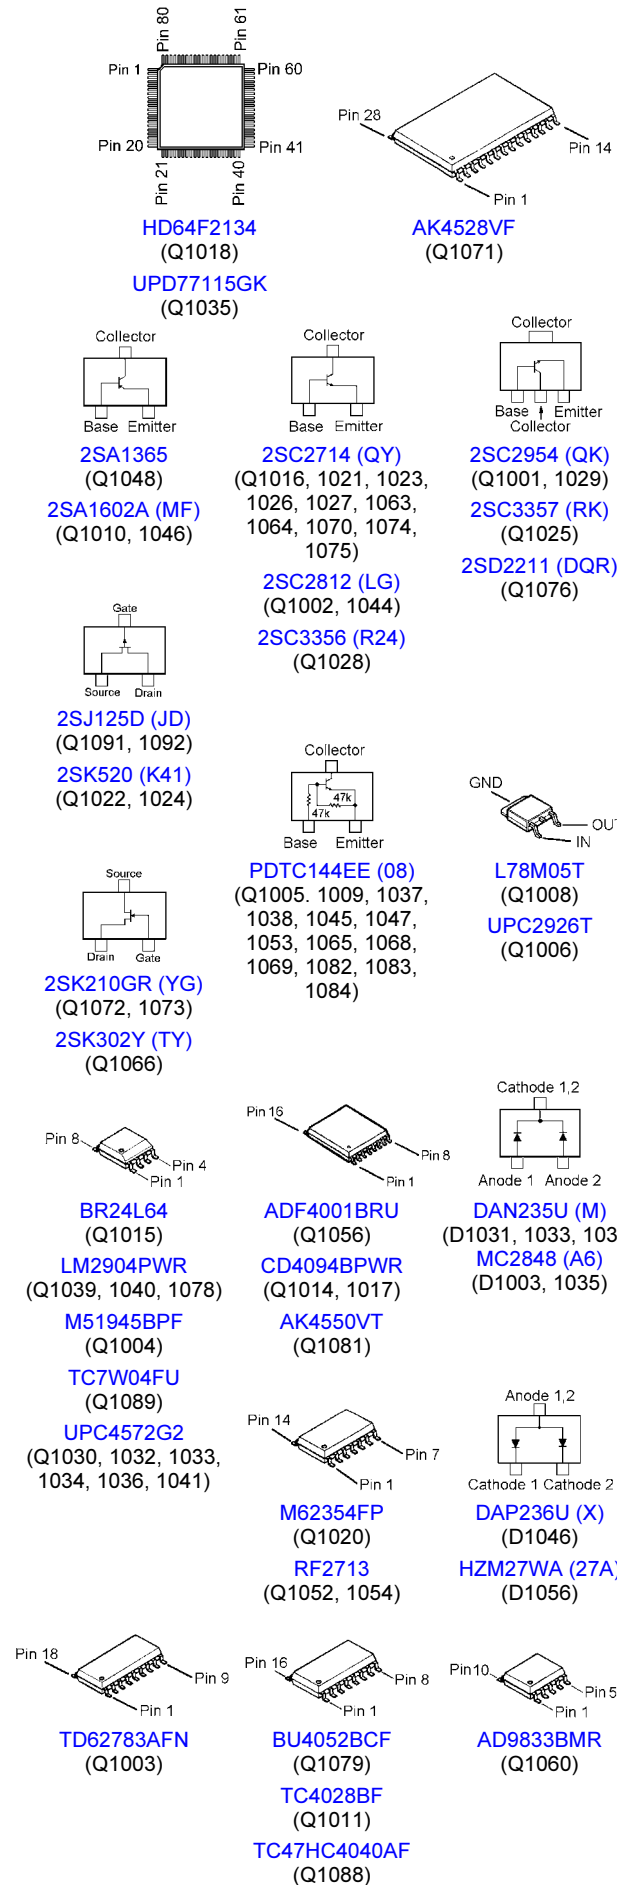 Pin 80
Pin 61
Pin 1
Pin 60
Pin 20
Pin 41
Pin 21
Pin 40
HD64F2134
(Q1018)
UPD77115GK
(Q1035)
Pin 28
Pin 14
Pin 1
AK4528VF
(Q1071)
Collector
Base Emitter
2SA1365
(Q1048)
2SA1602A (MF)
(Q1010, 1046)
Collector
Base Emitter
2SC2714 (QY)
(Q1016, 1021, 1023,
1026, 1027, 1063,
1064, 1070, 1074,
1075)
2SC2812 (LG)
(Q1002, 1044)
2SC3356 (R24)
(Q1028)
Collector
Base Emitter
Collector
2SC2954 (QK)
(Q1001, 1029)
2SC3357 (RK)
(Q1025)
2SD2211 (DQR)
(Q1076)
Gate
Source Drain
2SJ125D (JD)
(Q1091, 1092)
2SK520 (K41)
(Q1022, 1024)
Collector
47k
47k
Base Emitter
PDTC144EE (08)
(Q1005. 1009, 1037,
1038, 1045, 1047,
1053, 1065, 1068,
1069, 1082, 1083,
1084)
GND
OUT
IN
L78M05T
(Q1008)
UPC2926T
(Q1006)
Source
Drain Gate
2SK210GR (YG)
(Q1072, 1073)
2SK302Y (TY)
(Q1066)
Pin 8
Pin 4
Pin 1
BR24L64
(Q1015)
LM2904PWR
(Q1039, 1040, 1078)
M51945BPF
(Q1004)
TC7W04FU
(Q1089)
UPC4572G2
(Q1030, 1032, 1033,
1034, 1036, 1041)
Pin 16
Pin 8
Pin 1
ADF4001BRU
(Q1056)
CD4094BPWR
(Q1014, 1017)
AK4550VT
(Q1081)
Cathode 1,2
Anode 1 Anode 2
DAN235U (M)
(D1031, 1033, 103
MC2848 (A6)
(D1003, 1035)
Pin 14
Pin 7
Pin 1
M62354FP
(Q1020)
RF2713
(Q1052, 1054)
Anode 1,2
Cathode 1 Cathode 2
DAP236U (X)
(D1046)
HZM27WA (27A)
(D1056)
Pin 18
Pin 9
Pin 1
TD62783AFN
(Q1003)
Pin 16
Pin 8
Pin 1
BU4052BCF
(Q1079)
TC4028BF
(Q1011)
TC47HC4040AF
(Q1088)
Pin10
Pin 5
Pin 1
AD9833BMR
(Q1060)